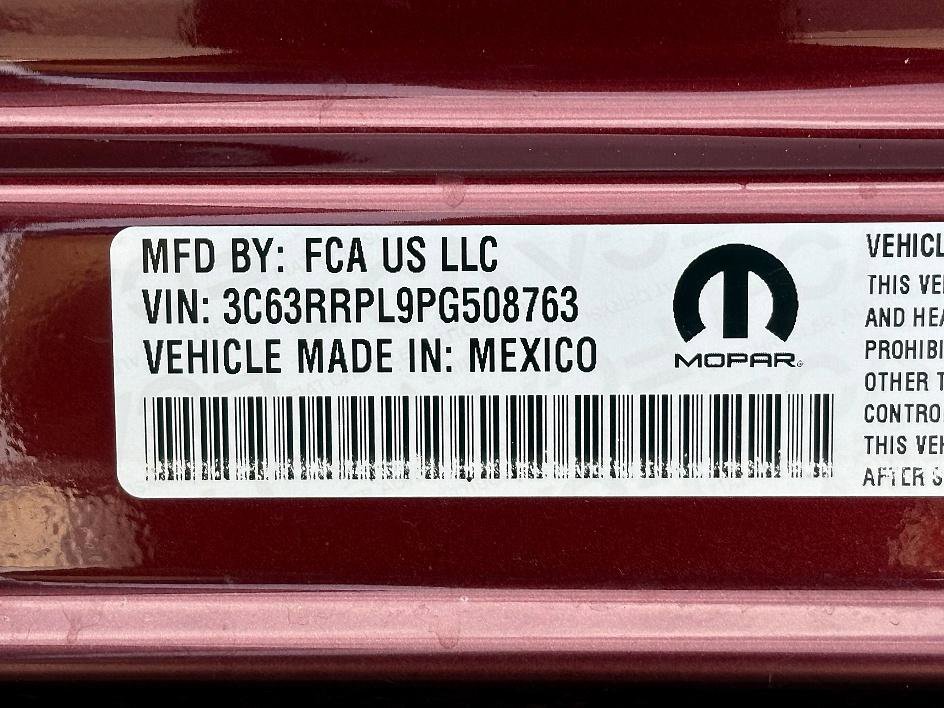 MFD BY: FCA US LLC
VIN: 3C63RRPL9PG508763
VEHICLE MADE IN: MEXICO
MOPAR
VEHICL
THIS VE
AND HEA
PROHIBI
OTHER T
CONTRO
THIS VE
AFTER S